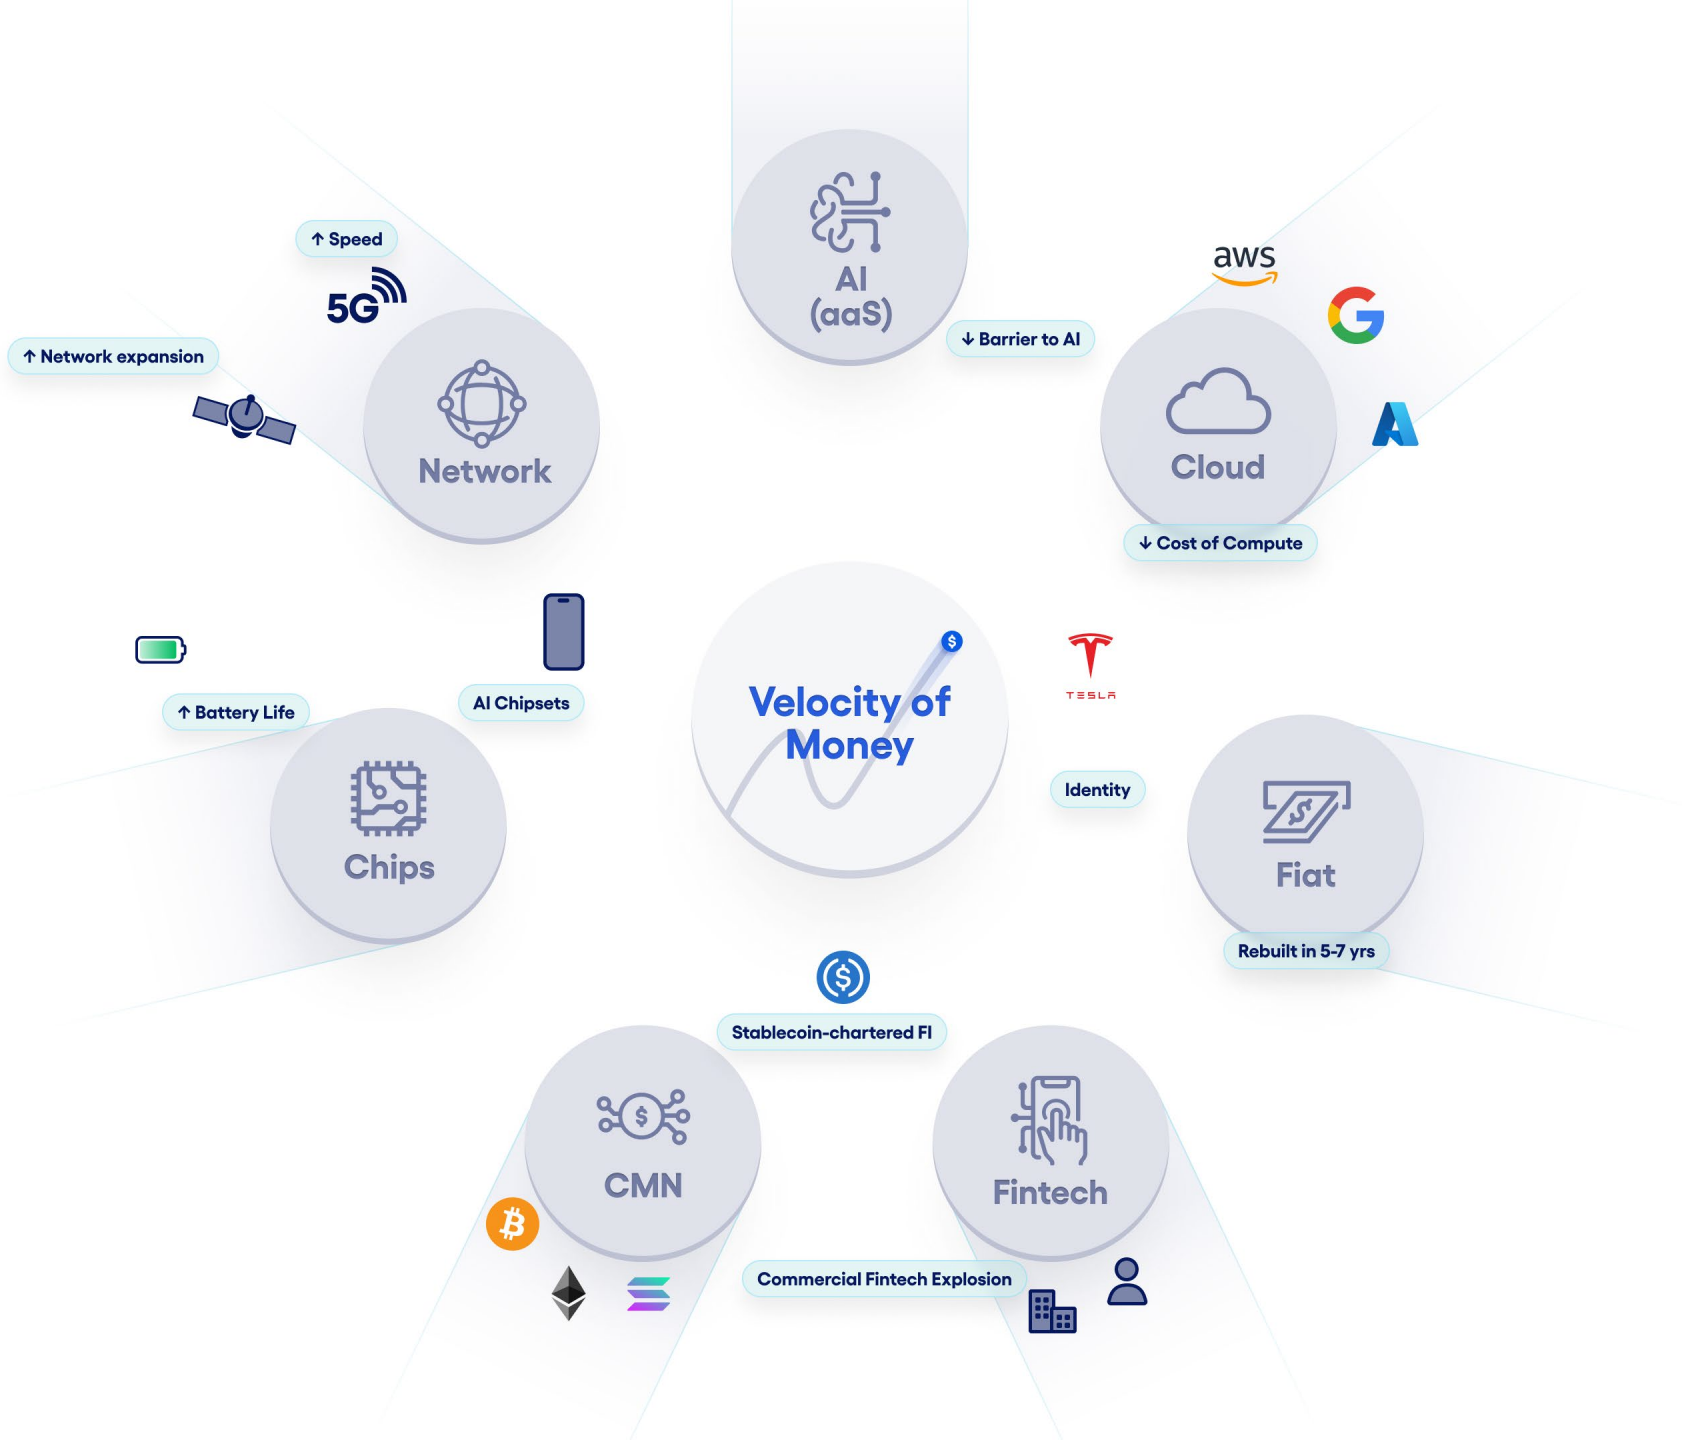 AI
(aaS)
↓ Barrier to AI
aws
↑ Speed
5G
↑ Network expansion
Network
Cloud
↓ Cost of Compute
↑ Battery Life
AI Chipsets
Chips
Velocity of
Money
TESLA
Identity
Fiat
Rebuilt in 5-7 yrs
Stablecoin-chartered FI
CMN
Fintech
Commercial Fintech Explosion